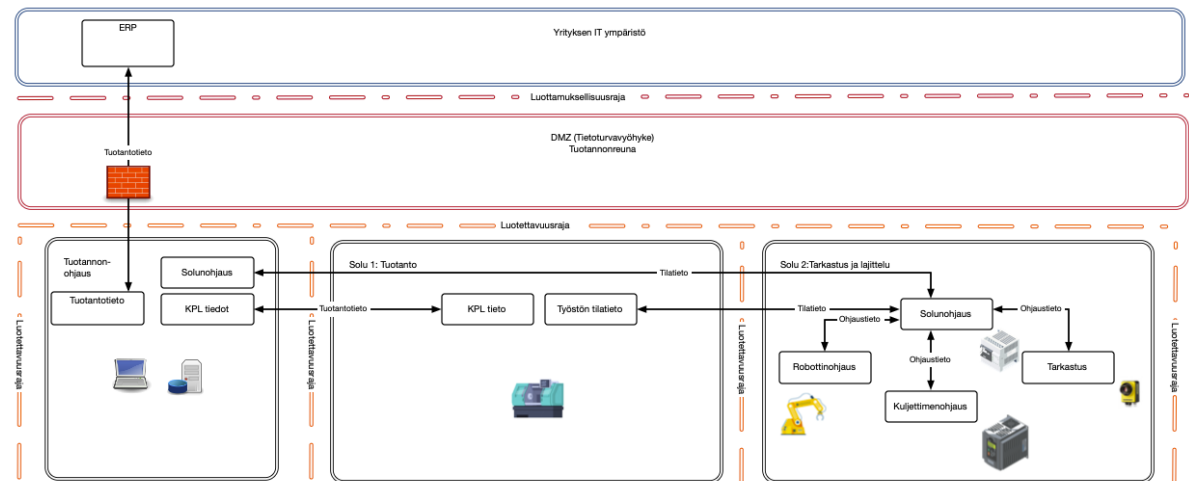 ERP
Yrityksen IT ympäristö
Luottamuksellisuusraja
DMZ (Tietoturvavyöhyke)
Tuotannonreuna
Tuotantotieto
Luotettavuusraja
Luotettavuusraja
Tuotannon-
ohjaus
Solunohjaus
Tuotantotieto
KPL tiedot
Luotettavuusraja
Solu 1: Tuotanto
Tilatieto
Tuotantotieto
KPL tieto
Työstön tilatieto
Luotettavuusraja
Solu 2:Tarkastus ja lajittelu
Tilatieto
Solunohjaus
Ohjaustieto
Ohjaustieto
Ohjaustieto
Robottinohjaus
Tarkastus
Kuljettimenohjaus
Luotettavuusraja